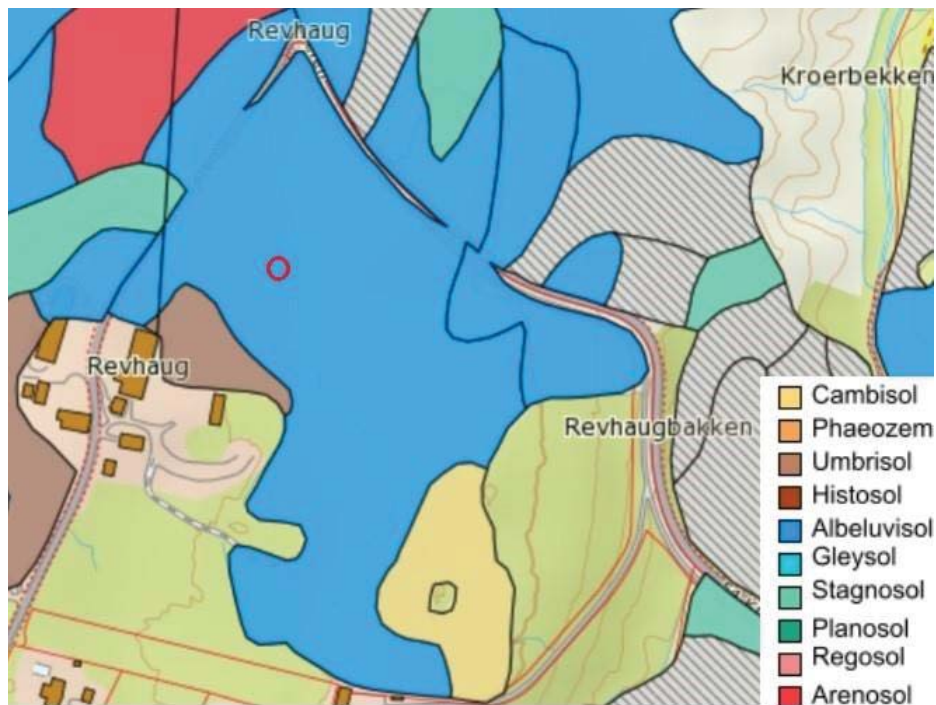 Revhaug
Kroerbekken
Revhaug
Revhaugbakken
Cambisol
Phaeozem
Umbrisol
Histosol
Albeluvisol
Gleysol
Stagnosol
Planosol
Regosol
Arenosol